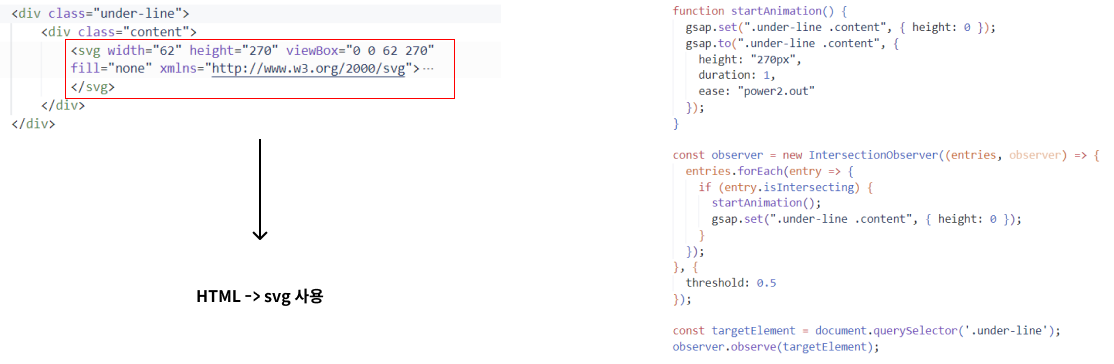 <div class="under-line">
<div class="content">
<svg width="62" height="270" viewBox="0 0 62 270"
fill="none" xmlns="http://www.w3.org/2000/svg">…
</svg>
</div>
</div>
HTML -> svg 사용
function startAnimation() {
gsap.set(".under-line .content", { height: 0 });
gsap.to(".under-line .content", {
height: "270px",
duration: 1,
ease: "power2.out"
});
}
const observer = new IntersectionObserver((entries, observer) => {
entries.forEach(entry => {
if (entry.isIntersecting) {
startAnimation();
gsap.set(".under-line .content", { height: 0 });
}
});
}, {
threshold: 0.5
});
const targetElement = document.querySelector('.under-line');
observer.observe(targetElement);